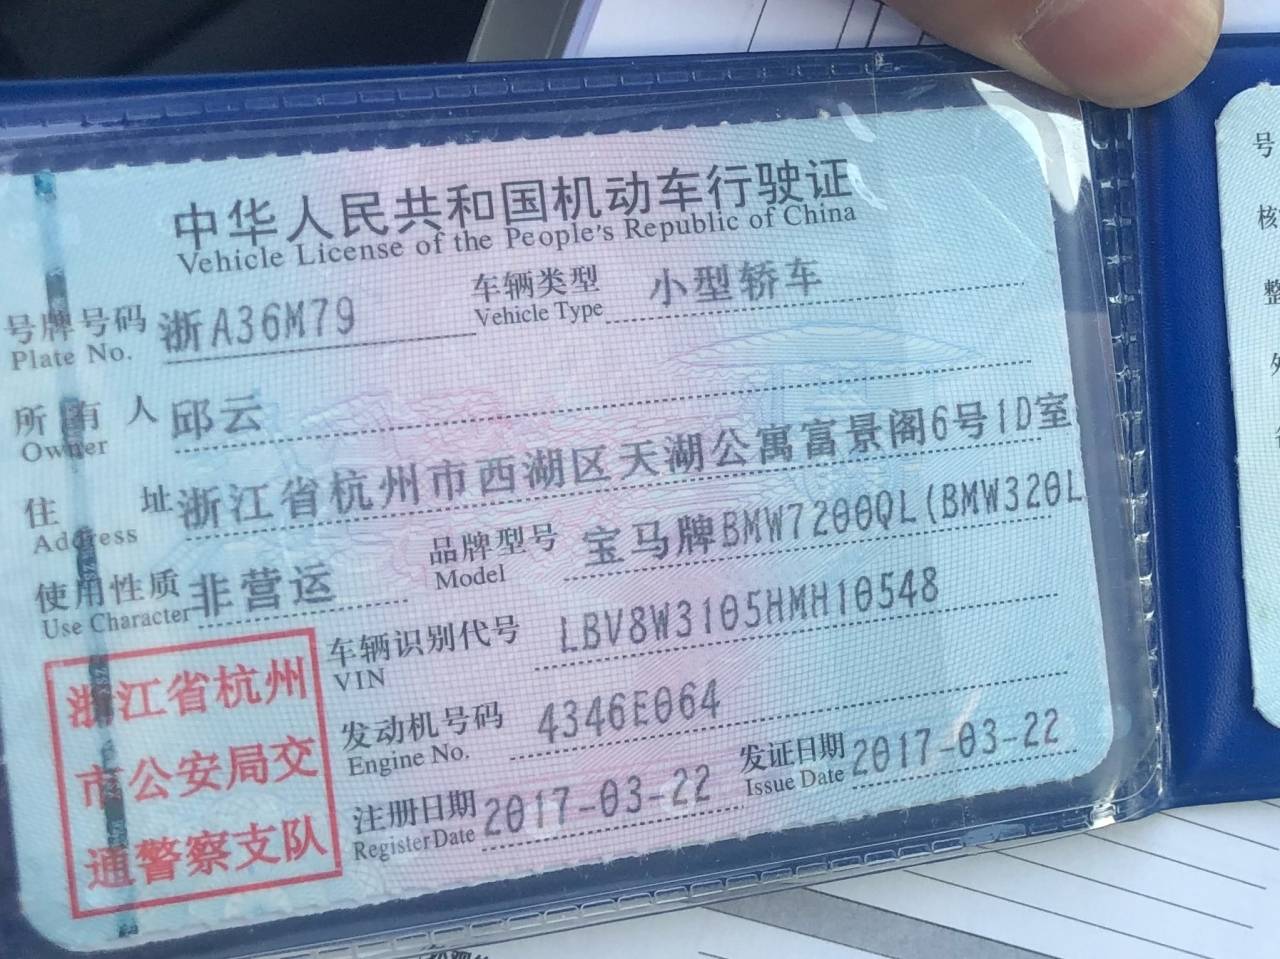 中华人民共和国机动车行驶证
Vehicle License of the People's Republic of China
号牌号码 浙A36M79 车辆类型 小型轿车
Plate No. Vehicle Type
所有人 邱云
Owner
住址 浙江省杭州市西湖区天湖公寓富景阁6号1D室
Address
使用性质 非营运 品牌型号 宝马牌BMW7200QL(BMW320L
Use Character Model
车辆识别代号 LBV8W3105HMH10548
VIN
发动机号码 4346E064
Engine No.
注册日期 2017-03-22 发证日期 2017-03-22
Register Date Issue Date
浙江省杭州
市公安局交
通警察支队
号
核
整